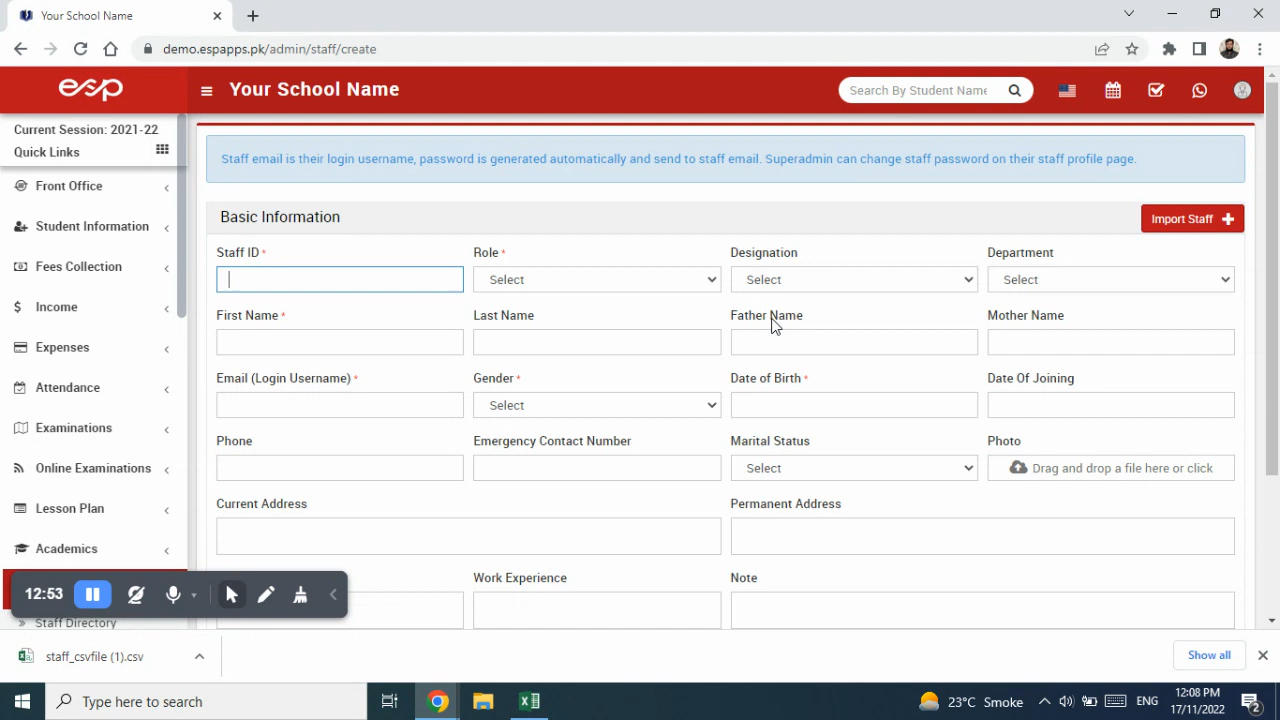 Your School Name
demo.espapps.pk/admin/staff/create
esp
Your School Name
Search By Student Name
Current Session: 2021-22
Quick Links
Front Office
Student Information
Fees Collection
Income
Expenses
Attendance
Examinations
Online Examinations
Lesson Plan
Academics
Staff Directory
Staff email is their login username, password is generated automatically and send to staff email. Superadmin can change staff password on their staff profile page.
Basic Information
Import Staff
Staff ID *
Role *
Designation
Department
Select
Select
Select
First Name *
Last Name
Father Name
Mother Name
Email (Login Username) *
Gender *
Date of Birth *
Date Of Joining
Select
Phone
Emergency Contact Number
Marital Status
Photo
Select
Drag and drop a file here or click
Current Address
Permanent Address
Work Experience
Note
12:53
staff_csvfile (1).csv
Show all
Type here to search
23°C Smoke
ENG
12:08 PM
17/11/2022
2